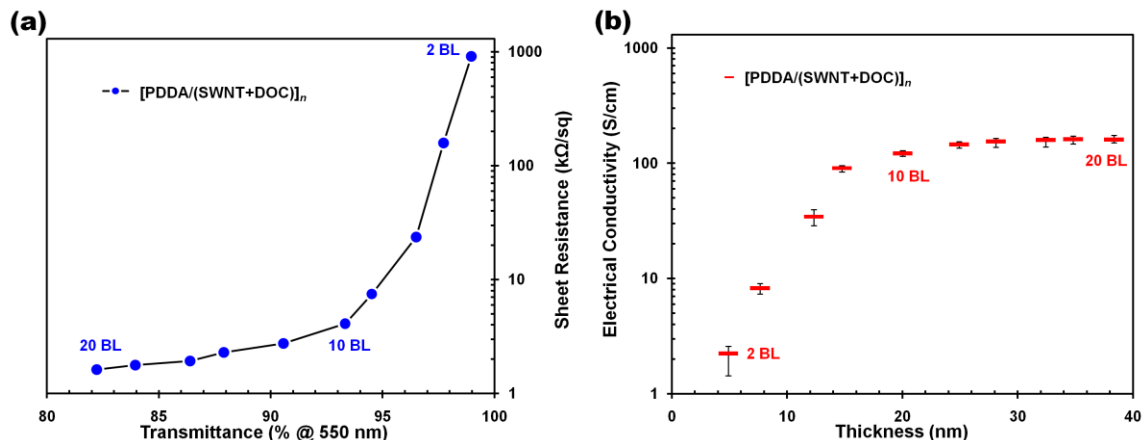 (a)
2 BL
[PDDA/(SWNT+DOC)]n
20 BL
10 BL
1000
100
10
1
Sheet Resistance (kΩ/sq)
80 85 90 95 100
Transmittance (% @ 550 nm)
(b)
1000
100
10
1
Electrical Conductivity (S/cm)
[PDDA/(SWNT+DOC)]n
20 BL
10 BL
2 BL
0 10 20 30 40
Thickness (nm)